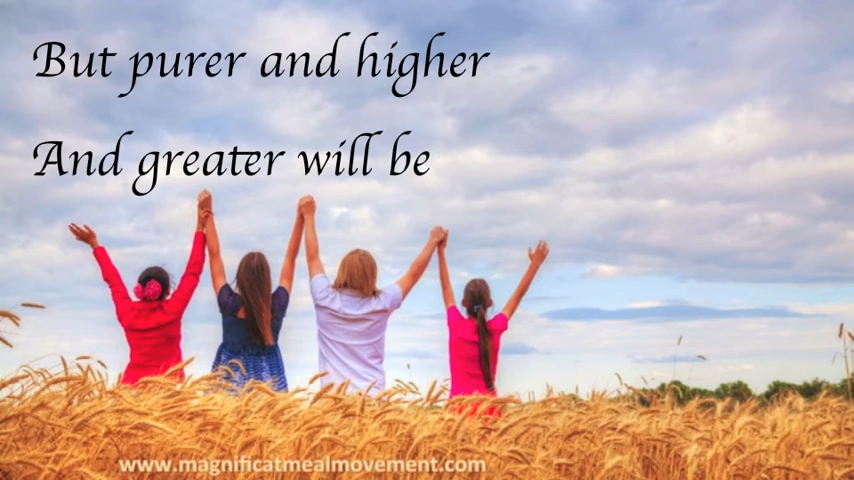 But purer and higher
And greater will be
www.magnificatmealmovement.com